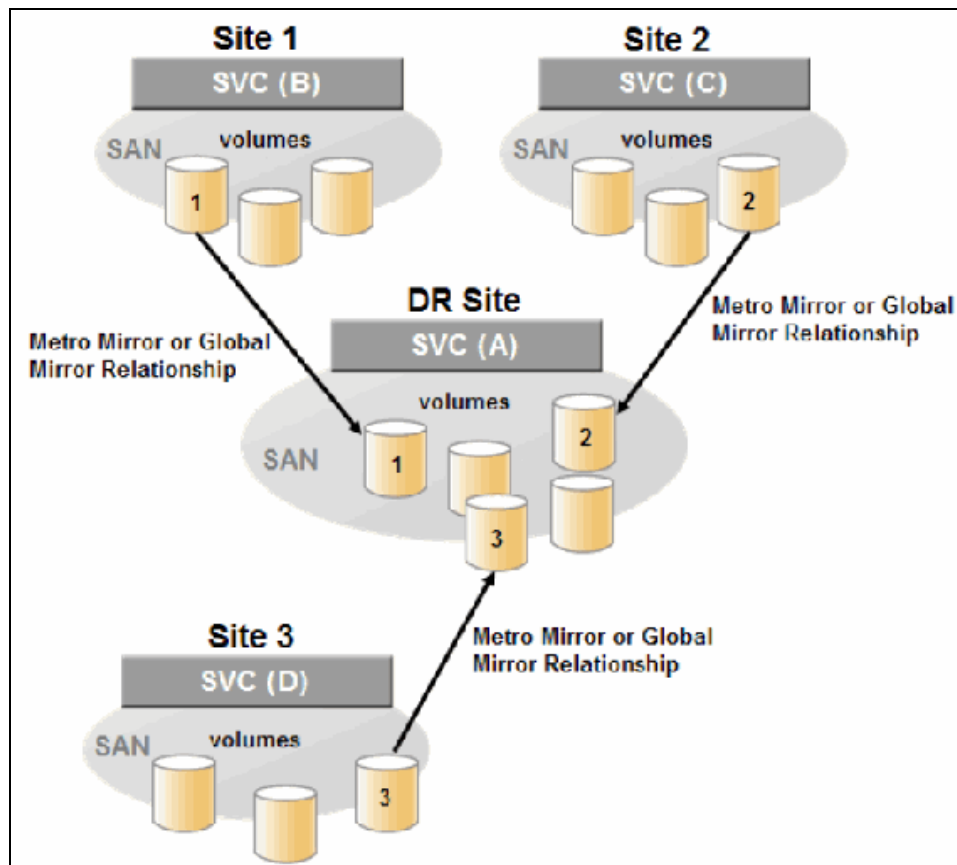 Site 1
SVC (B)
SAN
volumes
1
Site 2
SVC (C)
SAN
volumes
2
Metro Mirror or Global
Mirror Relationship
Metro Mirror or Global
Mirror Relationship
DR Site
SVC (A)
volumes
SAN
1
2
3
Metro Mirror or Global
Mirror Relationship
Site 3
SVC (D)
SAN
volumes
3